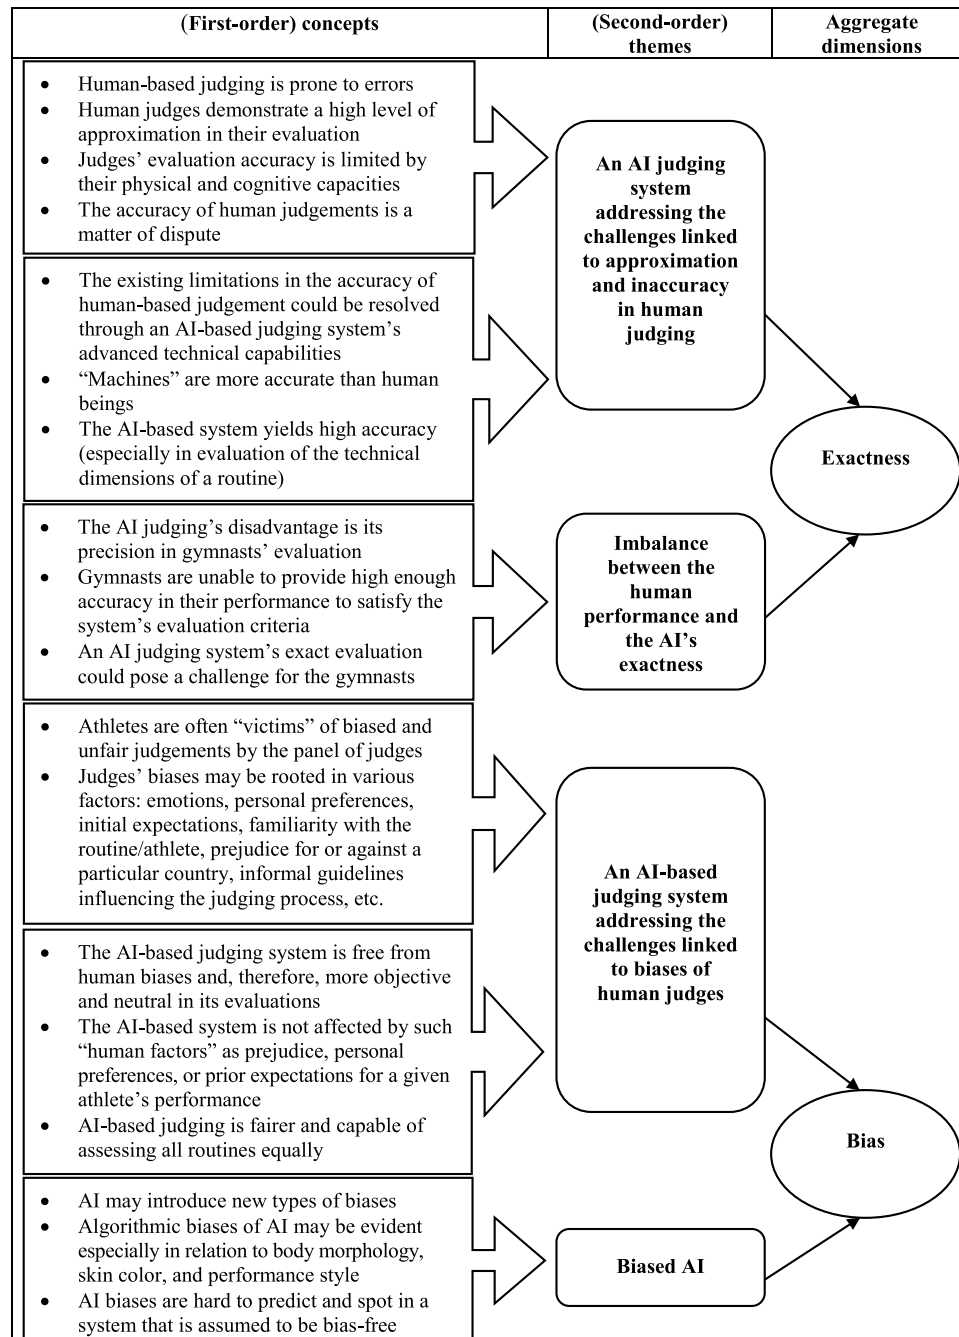 (First-order) concepts
(Second-order)
themes
Aggregate
dimensions
• Human-based judging is prone to errors
• Human judges demonstrate a high level of
approximation in their evaluation
• Judges’ evaluation accuracy is limited by
their physical and cognitive capacities
• The accuracy of human judgements is a
matter of dispute
An AI judging
system
addressing the
challenges linked
to approximation
and inaccuracy
in human
judging
• The existing limitations in the accuracy of
human-based judgement could be resolved
through an AI-based judging system’s
advanced technical capabilities
• “Machines” are more accurate than human
beings
• The AI-based system yields high accuracy
(especially in evaluation of the technical
dimensions of a routine)
Exactness
• The AI judging’s disadvantage is its
precision in gymnasts’ evaluation
• Gymnasts are unable to provide high enough
accuracy in their performance to satisfy the
system’s evaluation criteria
• An AI judging system’s exact evaluation
could pose a challenge for the gymnasts
Imbalance
between the
human
performance and
the AI’s
exactness
• Athletes are often “victims” of biased and
unfair judgements by the panel of judges
• Judges’ biases may be rooted in various
factors: emotions, personal preferences,
initial expectations, familiarity with the
routine/athlete, prejudice for or against a
particular country, informal guidelines
influencing the judging process, etc.
An AI-based
judging system
addressing the
challenges linked
to biases of
human judges
• The AI-based judging system is free from
human biases and, therefore, more objective
and neutral in its evaluations
• The AI-based system is not affected by such
“human factors” as prejudice, personal
preferences, or prior expectations for a given
athlete’s performance
• AI-based judging is fairer and capable of
assessing all routines equally
Bias
• AI may introduce new types of biases
• Algorithmic biases of AI may be evident
especially in relation to body morphology,
skin color, and performance style
• AI biases are hard to predict and spot in a
system that is assumed to be bias-free
Biased AI